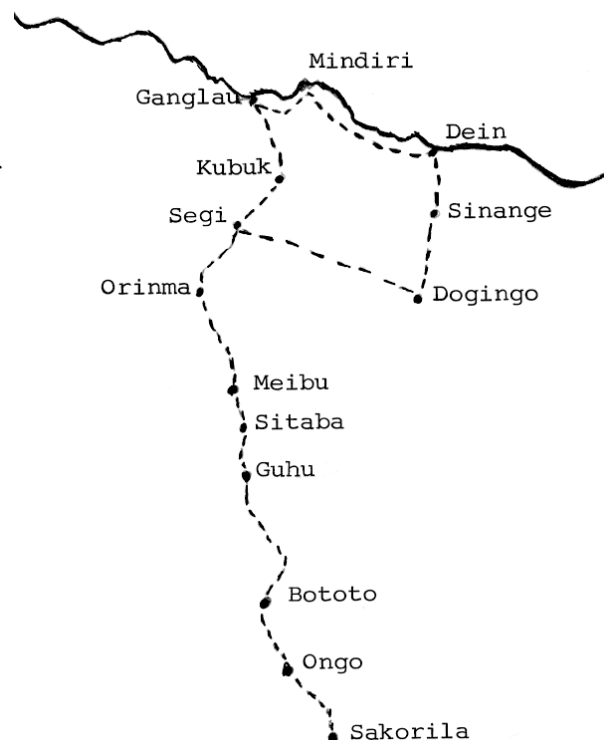 Mindiri
Ganglau
Dein
Kubuk
Segi
Sinange
Orinma
Dogingo
Meibu
Sitaba
Guhu
Bototo
Ongo
Sakorila